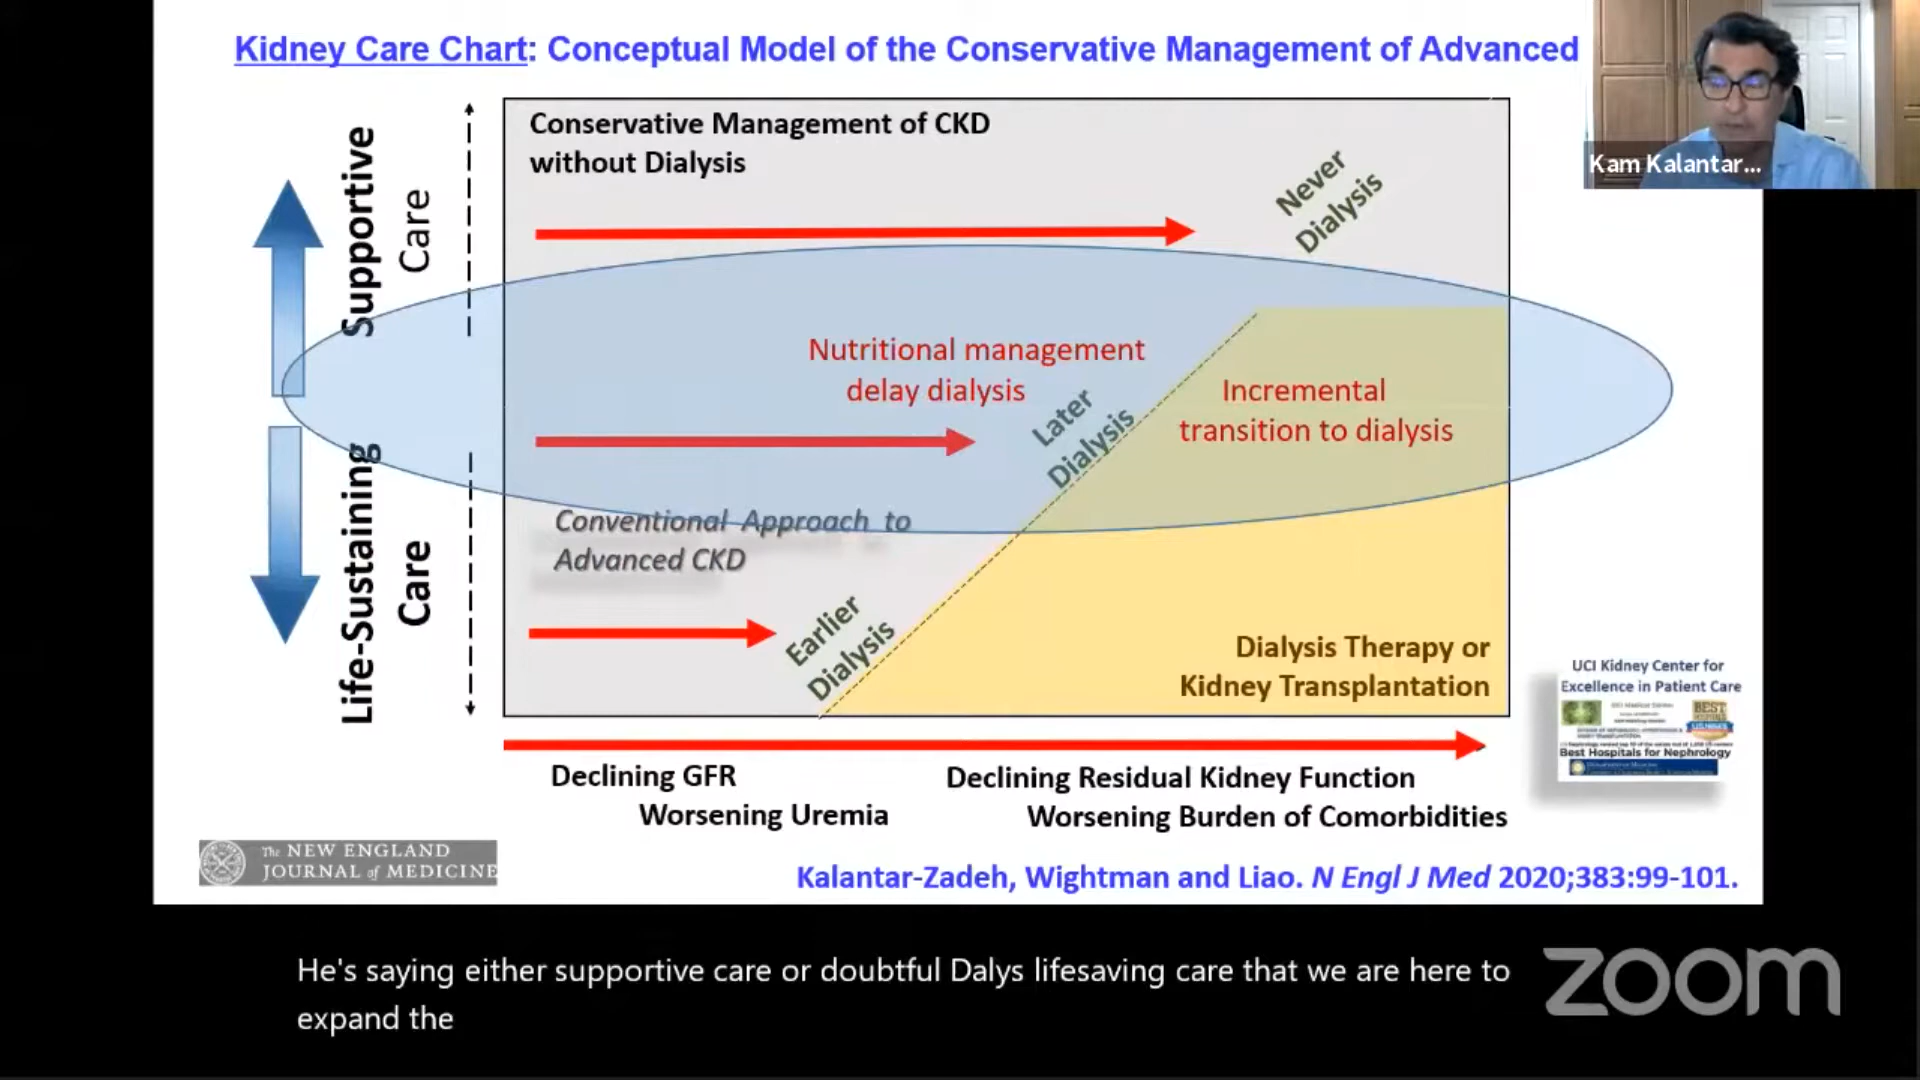 Kidney Care Chart: Conceptual Model of the Conservative Management of Advanced
Kam Kalantar...
Supportive
Care
Life-Sustaining
Care
Conservative Management of CKD
without Dialysis
Never
Dialysis
Nutritional management
delay dialysis
Later
Dialysis
Incremental
transition to dialysis
Conventional Approach to
Advanced CKD
Earlier
Dialysis
Dialysis Therapy or
Kidney Transplantation
Declining GFR
Worsening Uremia
Declining Residual Kidney Function
Worsening Burden of Comorbidities
UCI Kidney Center for
Excellence in Patient Care
BEST
Best Hospitals for Nephrology
The NEW ENGLAND
JOURNAL of MEDICINE
Kalantar-Zadeh, Wightman and Liao. N Engl J Med 2020;383:99-101.
He's saying either supportive care or doubtful Dalys lifesaving care that we are here to
expand the
zoom